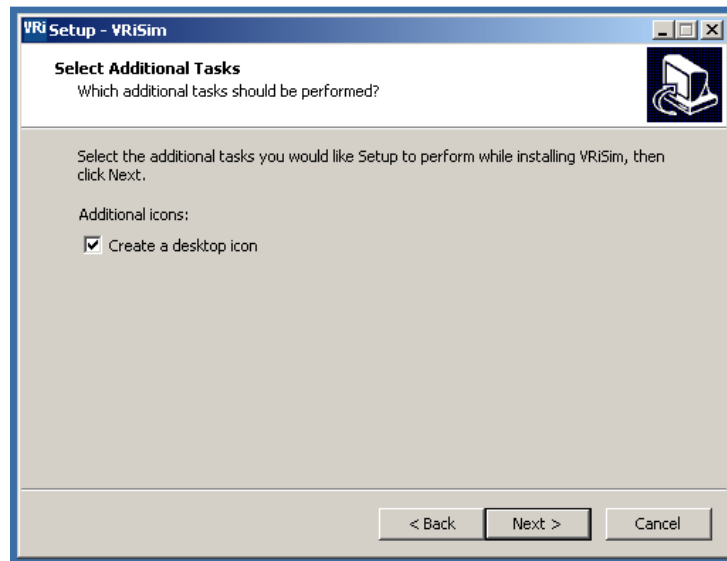 VRi Setup - VRiSim
Select Additional Tasks
Which additional tasks should be performed?
Select the additional tasks you would like Setup to perform while installing VRiSim, then
click Next.
Additional icons:
Create a desktop icon
< Back Next > Cancel